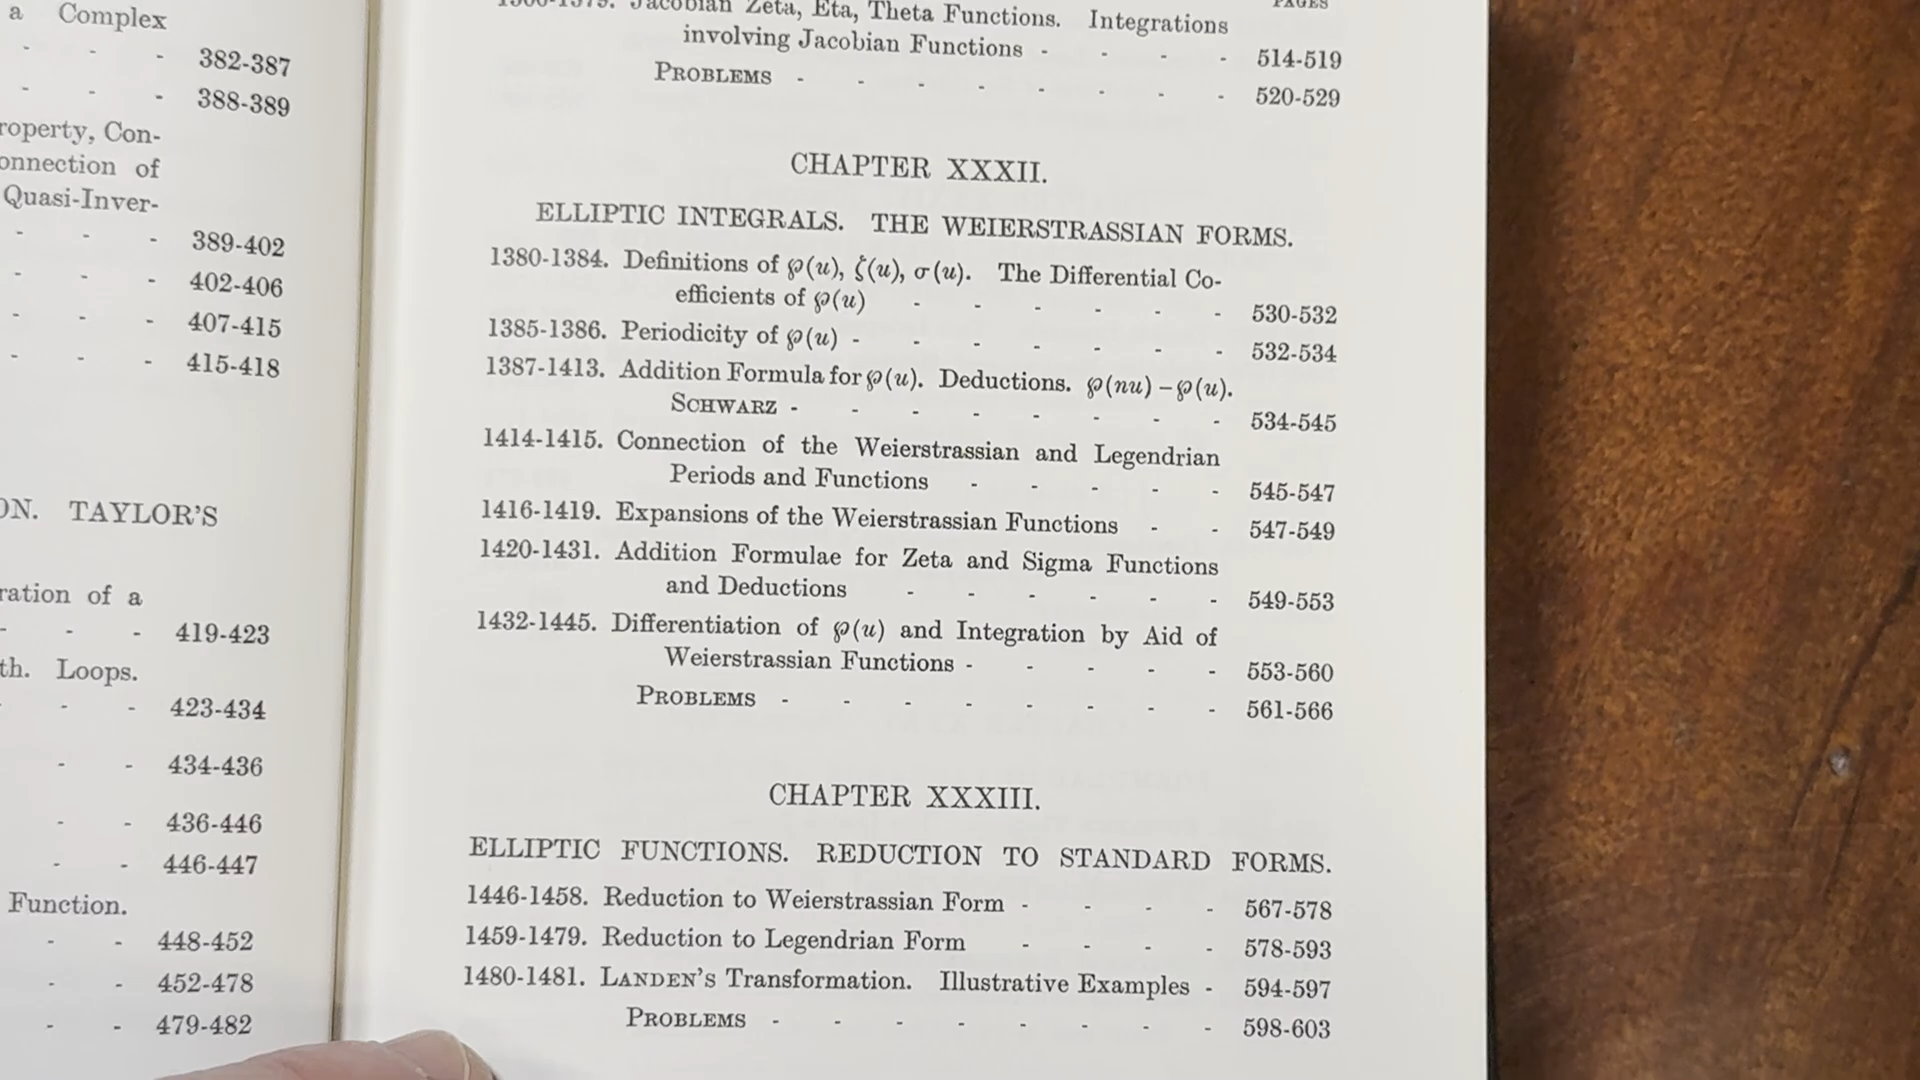 a Complex
- - - 382-387
- - - 388-389
roperty, Con-
onnection of
Quasi-Inver-
- - - 389-402
- - - 402-406
- - - 407-415
- - - 415-418
ON. TAYLOR'S
ration of a
- - - 419-423
th. Loops.
- - - 423-434
- - 434-436
- - 436-446
- - 446-447
Function.
- - 448-452
- - 452-478
- - 479-482
PAGES
Jacobian Zeta, Eta, Theta Functions. Integrations
involving Jacobian Functions - - - - 514-519
PROBLEMS - - - - - - - - 520-529
CHAPTER XXXII.
ELLIPTIC INTEGRALS. THE WEIERSTRASSIAN FORMS.
1380-1384. Definitions of ℘(u), ζ(u), σ(u). The Differential Co-
efficients of ℘(u) - - - - - - 530-532
1385-1386. Periodicity of ℘(u) - - - - - - - 532-534
1387-1413. Addition Formula for ℘(u). Deductions. ℘(nu) – ℘(u).
SCHWARZ - - - - - - - - 534-545
1414-1415. Connection of the Weierstrassian and Legendrian
Periods and Functions - - - - - 545-547
1416-1419. Expansions of the Weierstrassian Functions - - 547-549
1420-1431. Addition Formulae for Zeta and Sigma Functions
and Deductions - - - - - - 549-553
1432-1445. Differentiation of ℘(u) and Integration by Aid of
Weierstrassian Functions - - - - - 553-560
PROBLEMS - - - - - - - - 561-566
CHAPTER XXXIII.
ELLIPTIC FUNCTIONS. REDUCTION TO STANDARD FORMS.
1446-1458. Reduction to Weierstrassian Form - - - - 567-578
1459-1479. Reduction to Legendrian Form - - - - 578-593
1480-1481. LANDEN'S Transformation. Illustrative Examples - 594-597
PROBLEMS - - - - - - - - 598-603